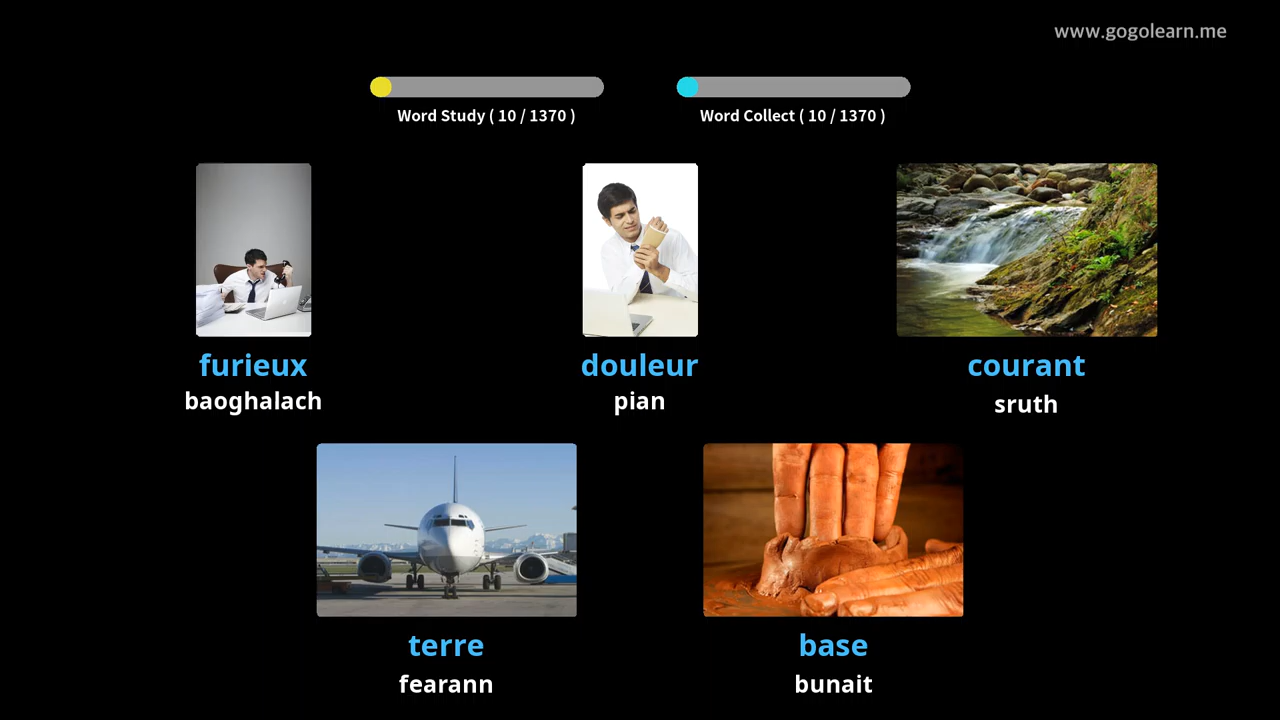 www.gogolearn.me
Word Study ( 10 / 1370 )
Word Collect ( 10 / 1370 )
furieux
baoghalach
douleur
pian
courant
sruth
terre
fearann
base
bunait